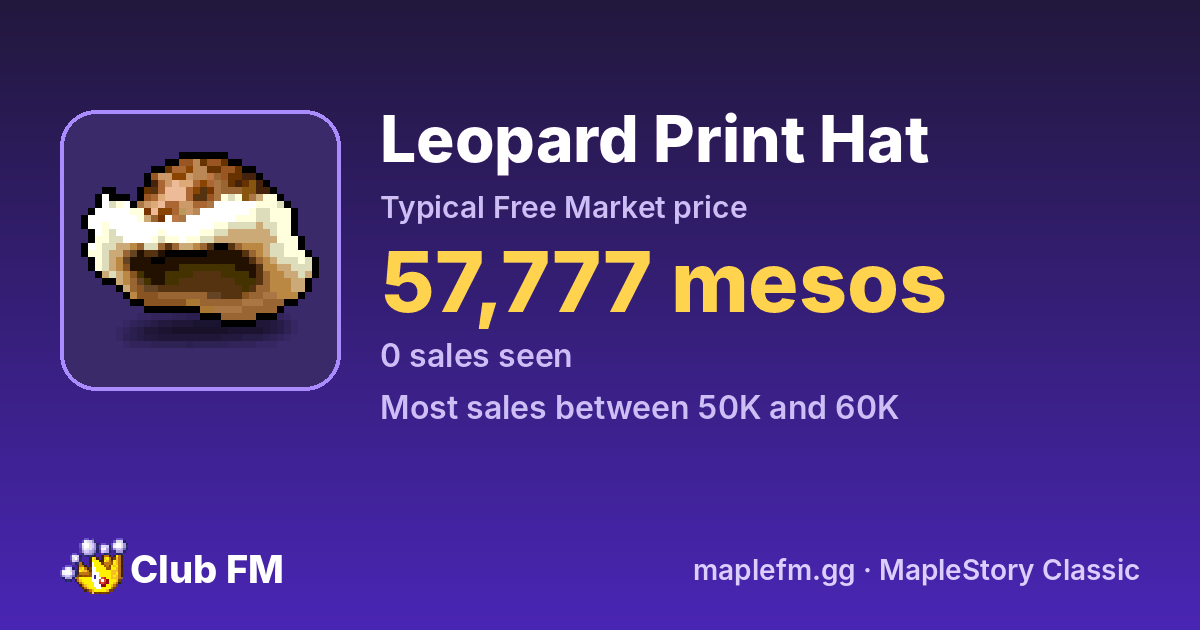 Leopard Print Hat
Typical Free Market price
57,777 mesos
0 sales seen
Most sales between 50K and 60K
Club FM
maplefm.gg · MapleStory Classic